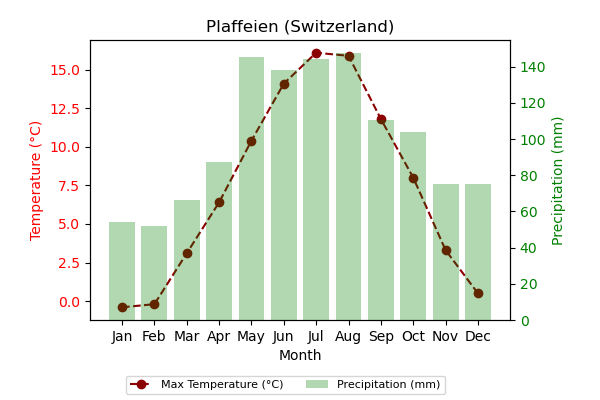 Plaffeien (Switzerland)
15.0
12.5
10.0
7.5
5.0
2.5
0.0
Temperature (°C)
140
120
100
80
60
40
20
0
Precipitation (mm)
Jan Feb Mar Apr May Jun Jul Aug Sep Oct Nov Dec
Month
Max Temperature (°C) Precipitation (mm)